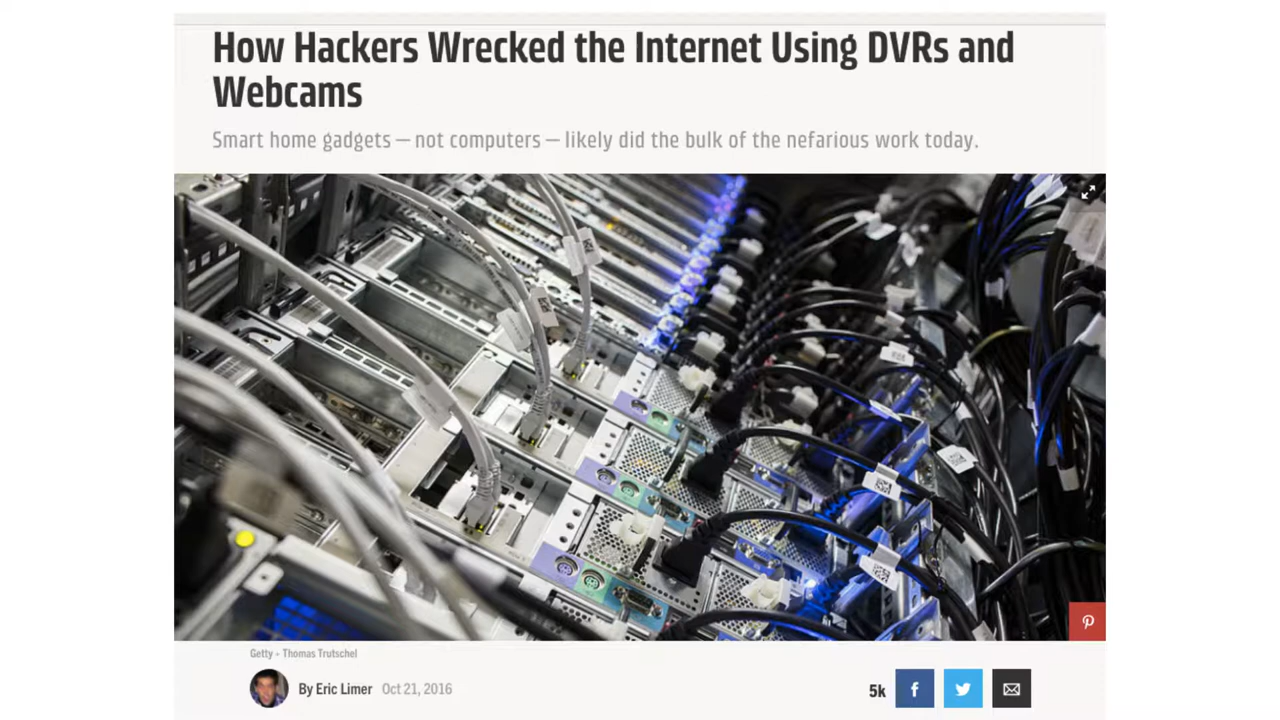 How Hackers Wrecked the Internet Using DVRs and
Webcams
Smart home gadgets — not computers — likely did the bulk of the nefarious work today.
Getty - Thomas Trutschel
By Eric Limer Oct 21, 2016
5k